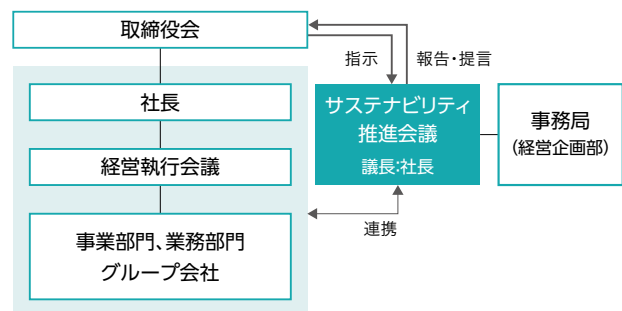 取締役会
指示
報告・提言
社長
サステナビリティ
推進会議
議長:社長
事務局
(経営企画部)
経営執行会議
事業部門、業務部門
グループ会社
連携